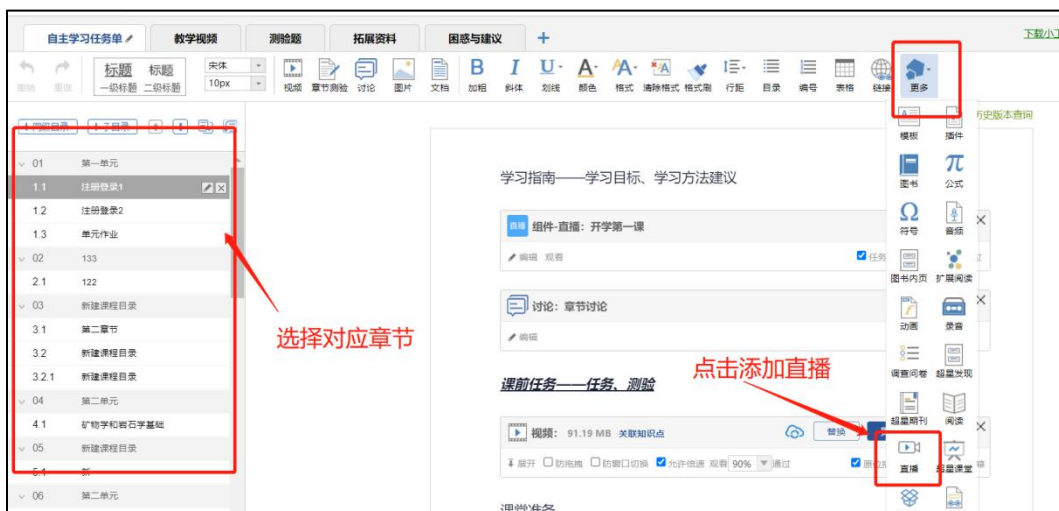 自主学习任务单 教学视频 测验题 拓展资料 困惑与建议 +
标题 标题 宋体
一级标题 二级标题 10px
撤销 重做 视频 章节测验 讨论 图片 文档 加粗 斜体 划线 颜色 格式 清除格式 格式刷 行距 目录 编号 表格 链接 更多
历史版本查询
01 第一单元
1.1 注册登录1
1.2 注册登录2
1.3 单元作业
02 133
2.1 122
03 新建课程目录
3.1 第二章节
3.2 新建课程目录
3.2.1 新建课程目录
04 第二单元
4.1 矿物学和岩石学基础
05 新建课程目录
5.1 新
06 第二单元
选择对应章节
学习指南——学习目标、学习方法建议
直播 组件-直播：开学第一课
编辑 观看 任务
讨论：章节讨论
编辑
课前任务——任务、测验
点击添加直播
视频： 91.19 MB 关联知识点 替换
展开 防拖拽 防窗口切换 允许倍速 观看 90% 通过
课堂准备
模板 插件
图书 公式
符号 音频
图书内页 扩展阅读
动画 录音
调查问卷 超星发现
超星期刊 阅读
直播 超星课堂